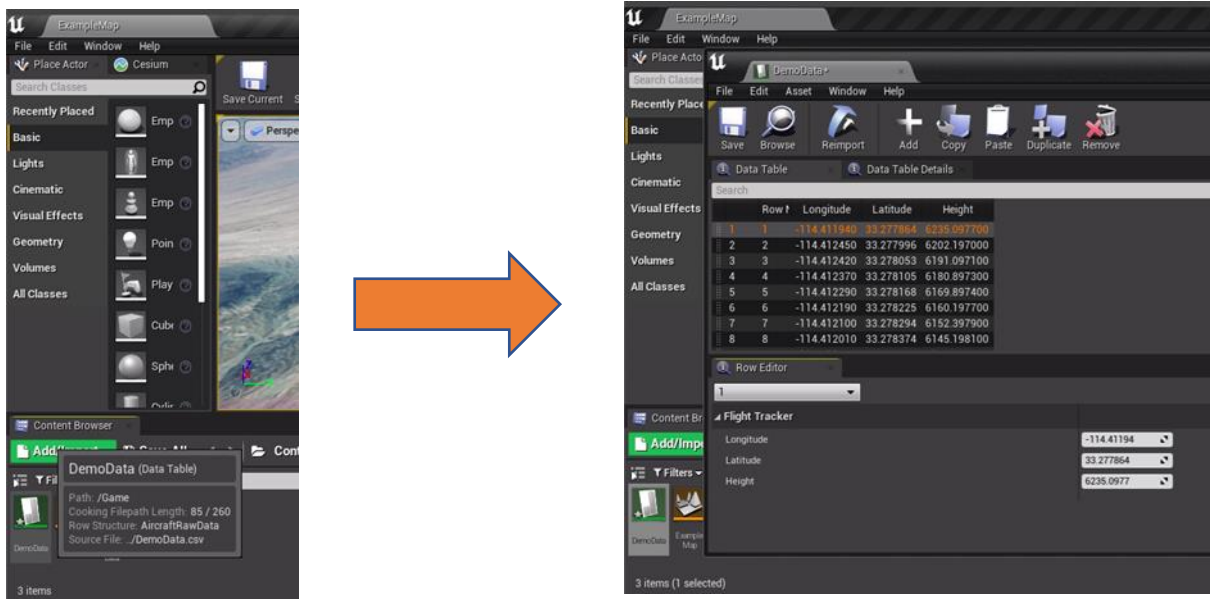 ExampleMap
File Edit Window Help
Place Actor Cesium
Search Classes
Save Current
Recently Placed
Emp
Perspe
Basic
Lights
Emp
Cinematic
Emp
Visual Effects
Geometry
Poin
Volumes
Play
All Classes
Cube
Sphe
Content Browser
DemoData (Data Table)
Path: /Game
Cooking Filepath Length: 85 / 260
Row Structure: AircraftRawData
Source File: ../DemoData.csv
DemoData
3 items
ExampleMap
File Edit Window Help
Place Acto
Search Classes
Recently Place
Basic
Lights
Cinematic
Visual Effects
Geometry
Volumes
All Classes
Content Br
Add/Impo
Filters
DemoData Example
Map
3 items (1 selected)
DemoData*
File Edit Asset Window Help
Save Browse Reimport Add Copy Paste Duplicate Remove
Data Table Data Table Details
Search
Row N Longitude Latitude Height
1 1 -114.411940 33.277864 6235.097700
2 2 -114.412450 33.277996 6202.197000
3 3 -114.412420 33.278053 6191.097100
4 4 -114.412370 33.278105 6180.897300
5 5 -114.412290 33.278168 6169.897400
6 6 -114.412190 33.278225 6160.197700
7 7 -114.412100 33.278294 6152.397900
8 8 -114.412010 33.278374 6145.198100
Row Editor
1
Flight Tracker
Longitude -114.41194
Latitude 33.277864
Height 6235.0977